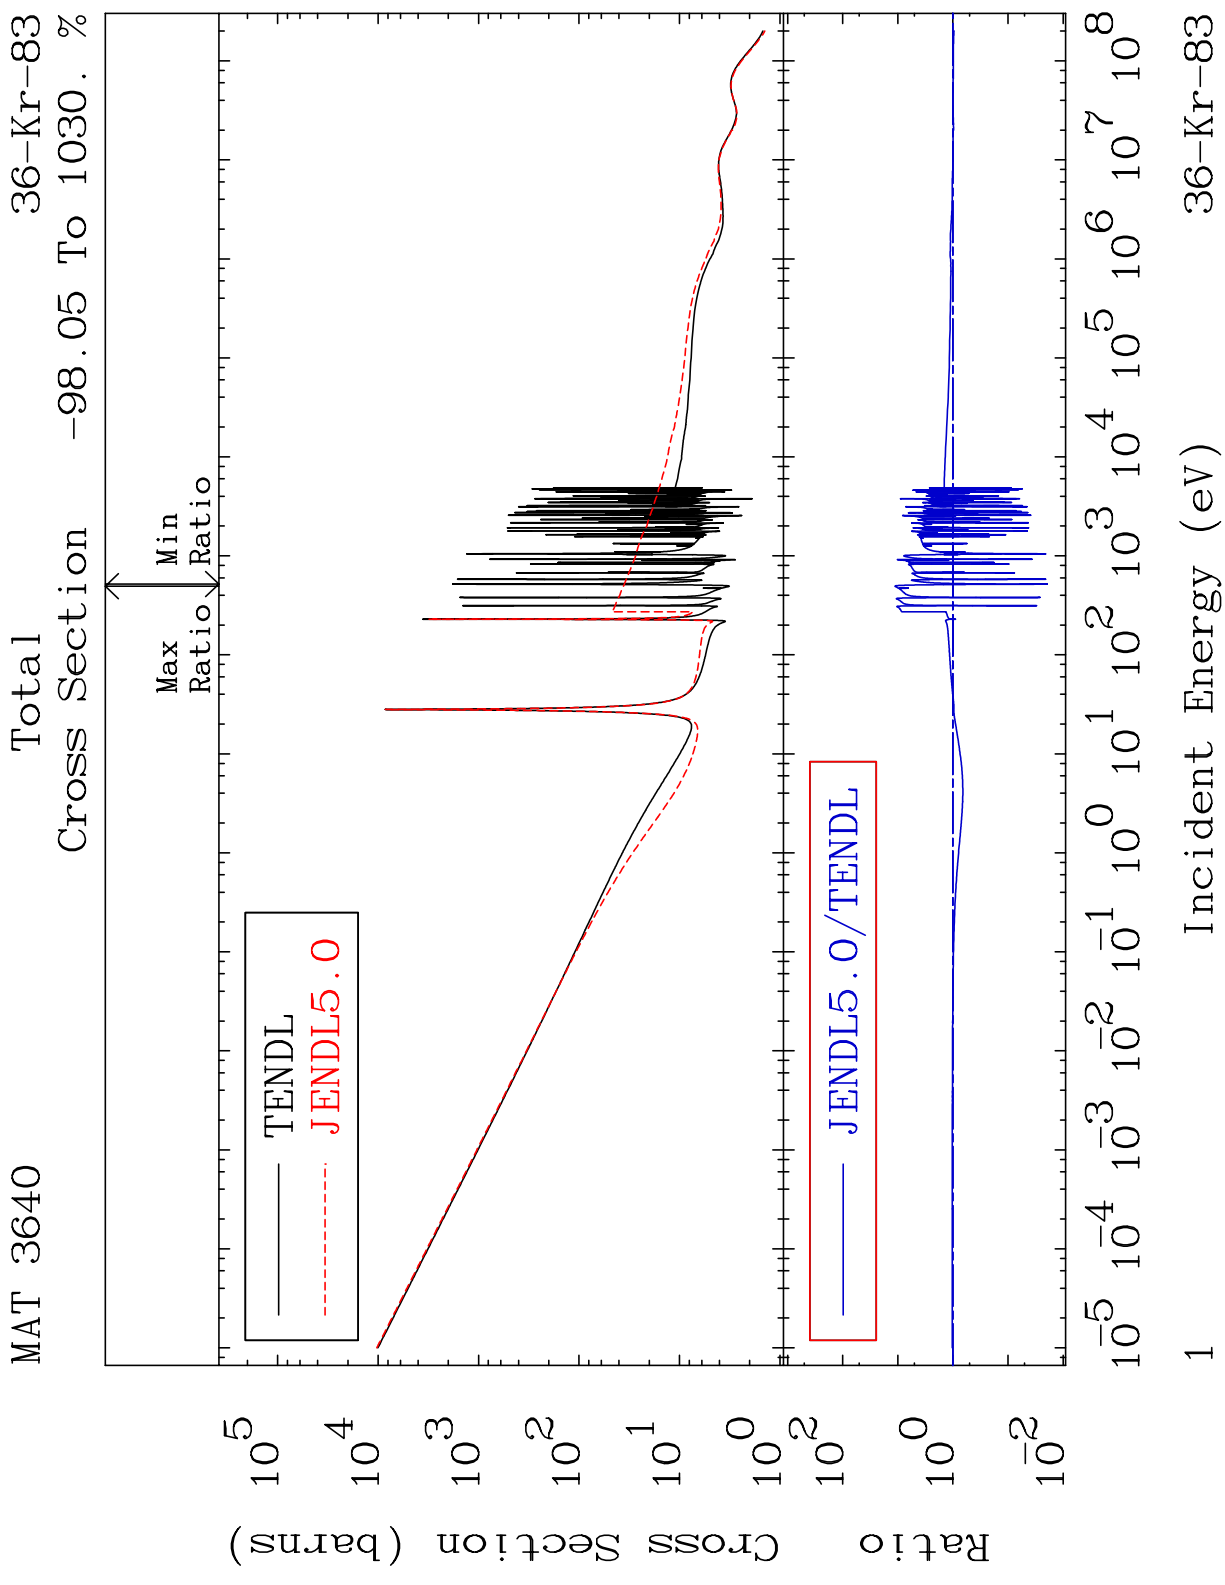 MAT 3640
Total
36-Kr-83
Cross Section
-98.05 To 1030. %
Max
Ratio
Min
Ratio
TENDL
JENDL5.0
10^5
10^4
10^3
10^2
10^1
10^0
Cross Section (barns)
JENDL5.0/TENDL
10^2
10^0
10^-2
Ratio
10^-5 10^-4 10^-3 10^-2 10^-1 10^0 10^1 10^2 10^3 10^4 10^5 10^6 10^7 10^8
1
Incident Energy (eV)
36-Kr-83